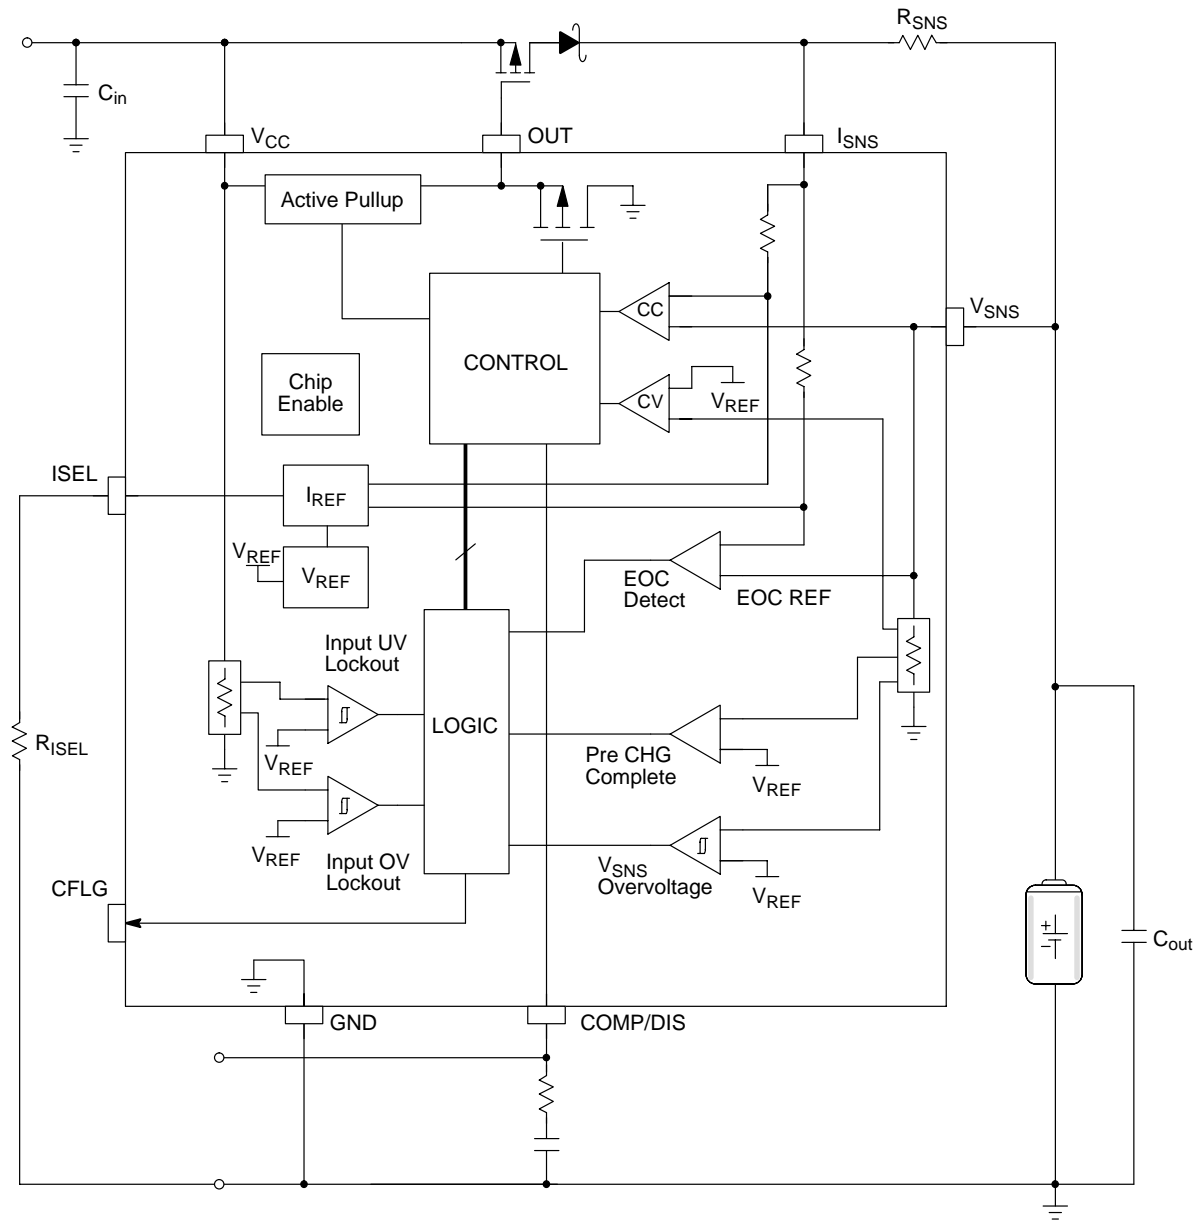 RSNS
Cin
VCC
OUT
ISNS
Active Pullup
CC
VSNS
CONTROL
Chip
Enable
CV
VREF
ISEL
IREF
VREF
VREF
EOC
Detect
EOC REF
Input UV
Lockout
LOGIC
RISEL
VREF
Pre CHG
Complete
VREF
VREF
Input OV
Lockout
VSNS
Overvoltage
VREF
CFLG
+
−
Cout
GND
COMP/DIS